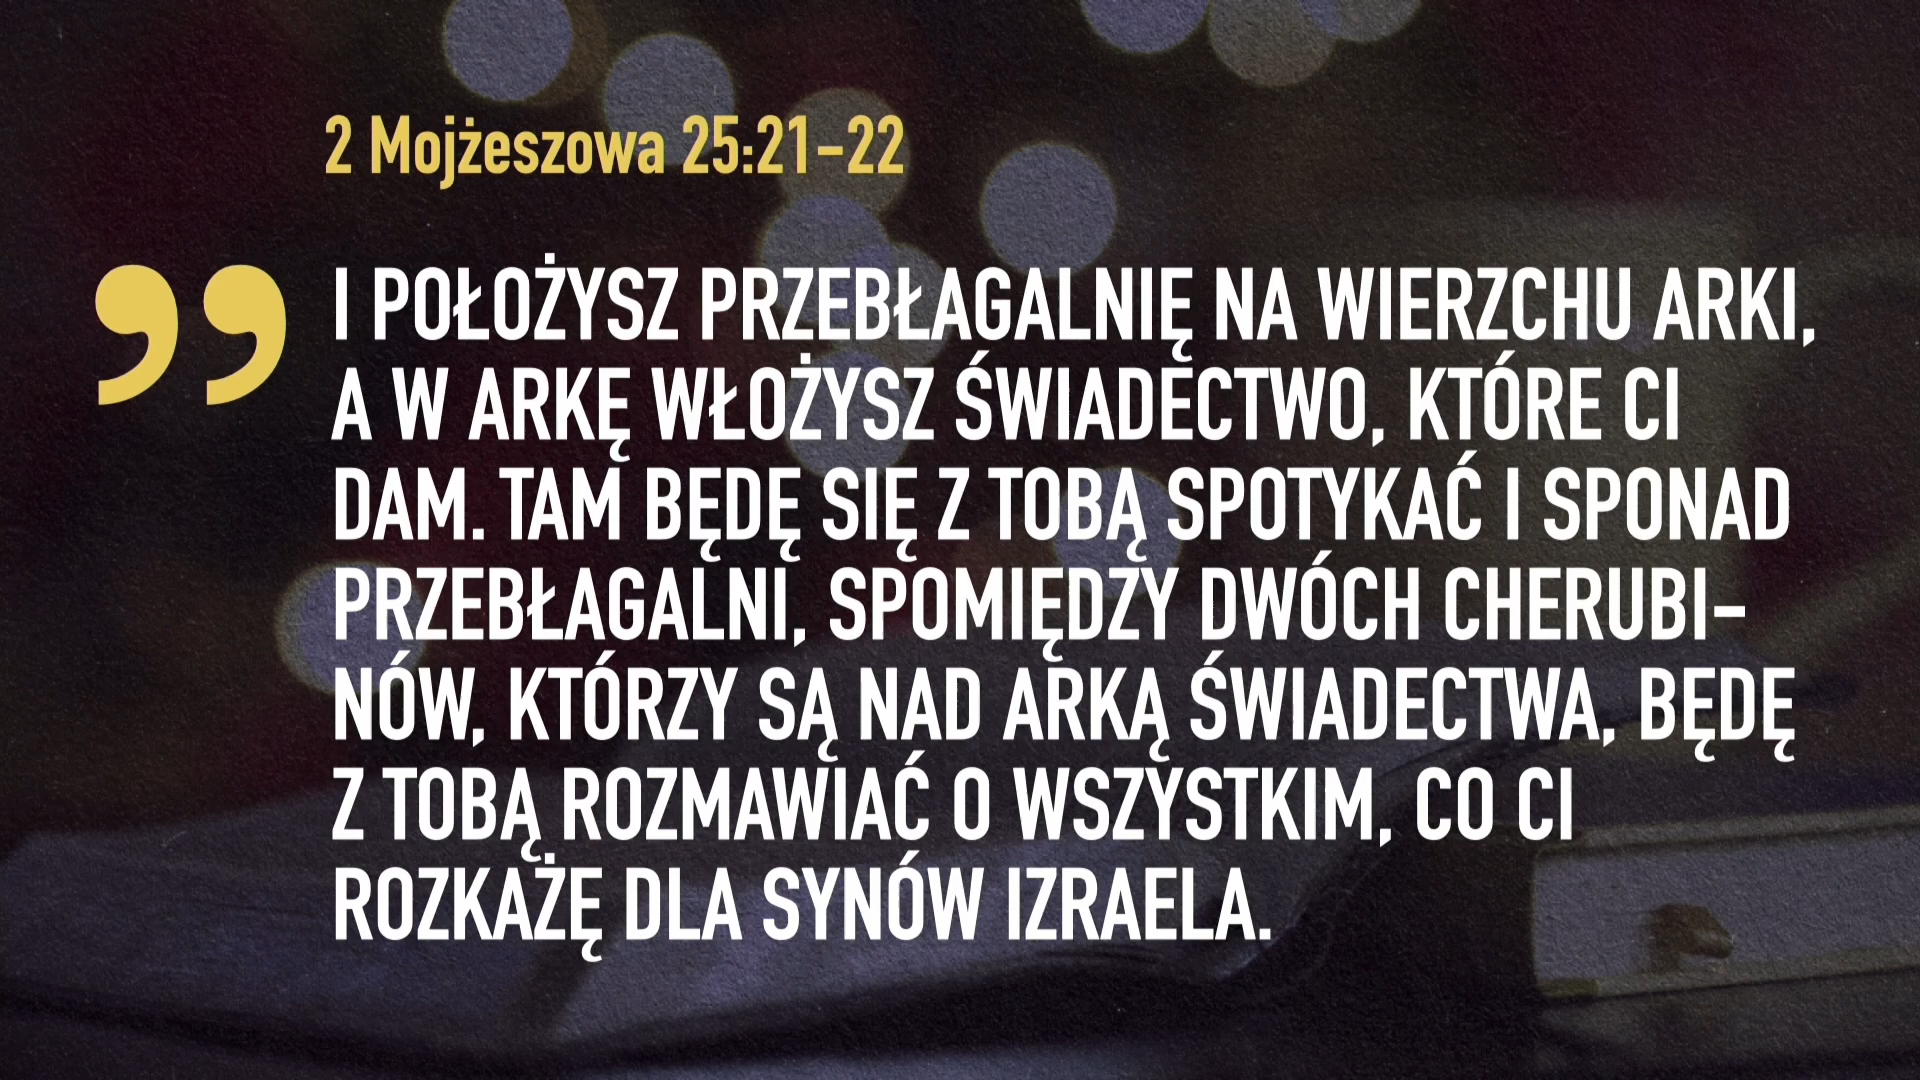 2 Mojżeszowa 25:21-22
” I POŁOŻYSZ PRZEBŁAGALNIĘ NA WIERZCHU ARKI,
A W ARKĘ WŁOŻYSZ ŚWIADECTWO, KTÓRE CI
DAM. TAM BĘDĘ SIĘ Z TOBĄ SPOTYKAĆ I SPONAD
PRZEBŁAGALNI, SPOMIĘDZY DWÓCH CHERUBI-
NÓW, KTÓRZY SĄ NAD ARKĄ ŚWIADECTWA, BĘDĘ
Z TOBĄ ROZMAWIAĆ O WSZYSTKIM, CO CI
ROZKAŻĘ DLA SYNÓW IZRAELA.